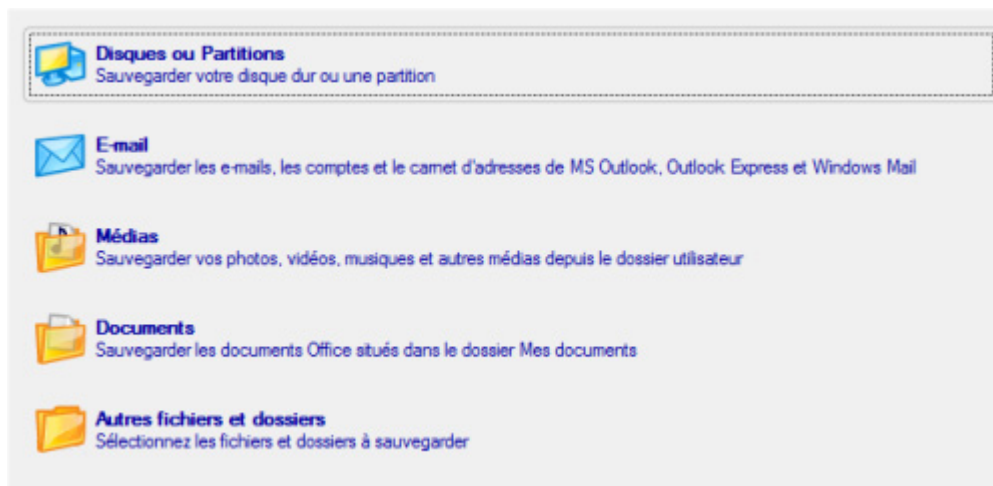 Disques ou Partitions
Sauvegarder votre disque dur ou une partition
E-mail
Sauvegarder les e-mails, les comptes et le carnet d'adresses de MS Outlook, Outlook Express et Windows Mail
Médias
Sauvegarder vos photos, vidéos, musiques et autres médias depuis le dossier utilisateur
Documents
Sauvegarder les documents Office situés dans le dossier Mes documents
Autres fichiers et dossiers
Sélectionnez les fichiers et dossiers à sauvegarder